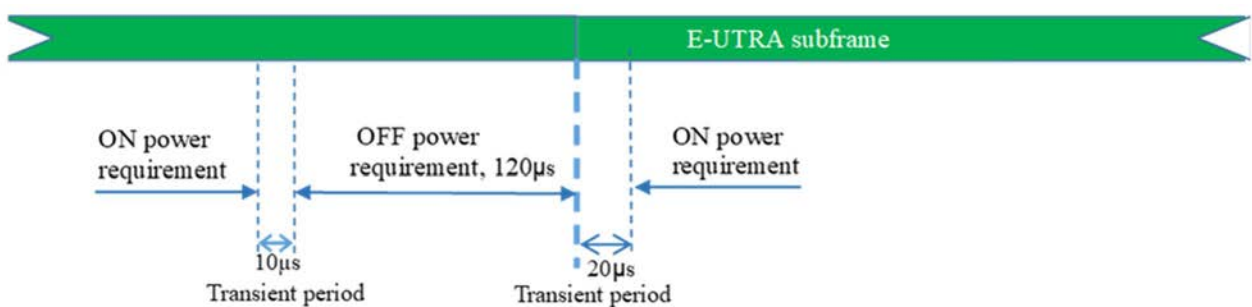 E-UTRA subframe
ON power
requirement
OFF power
requirement, 120μs
ON power
requirement
10μs
Transient period
20μs
Transient period